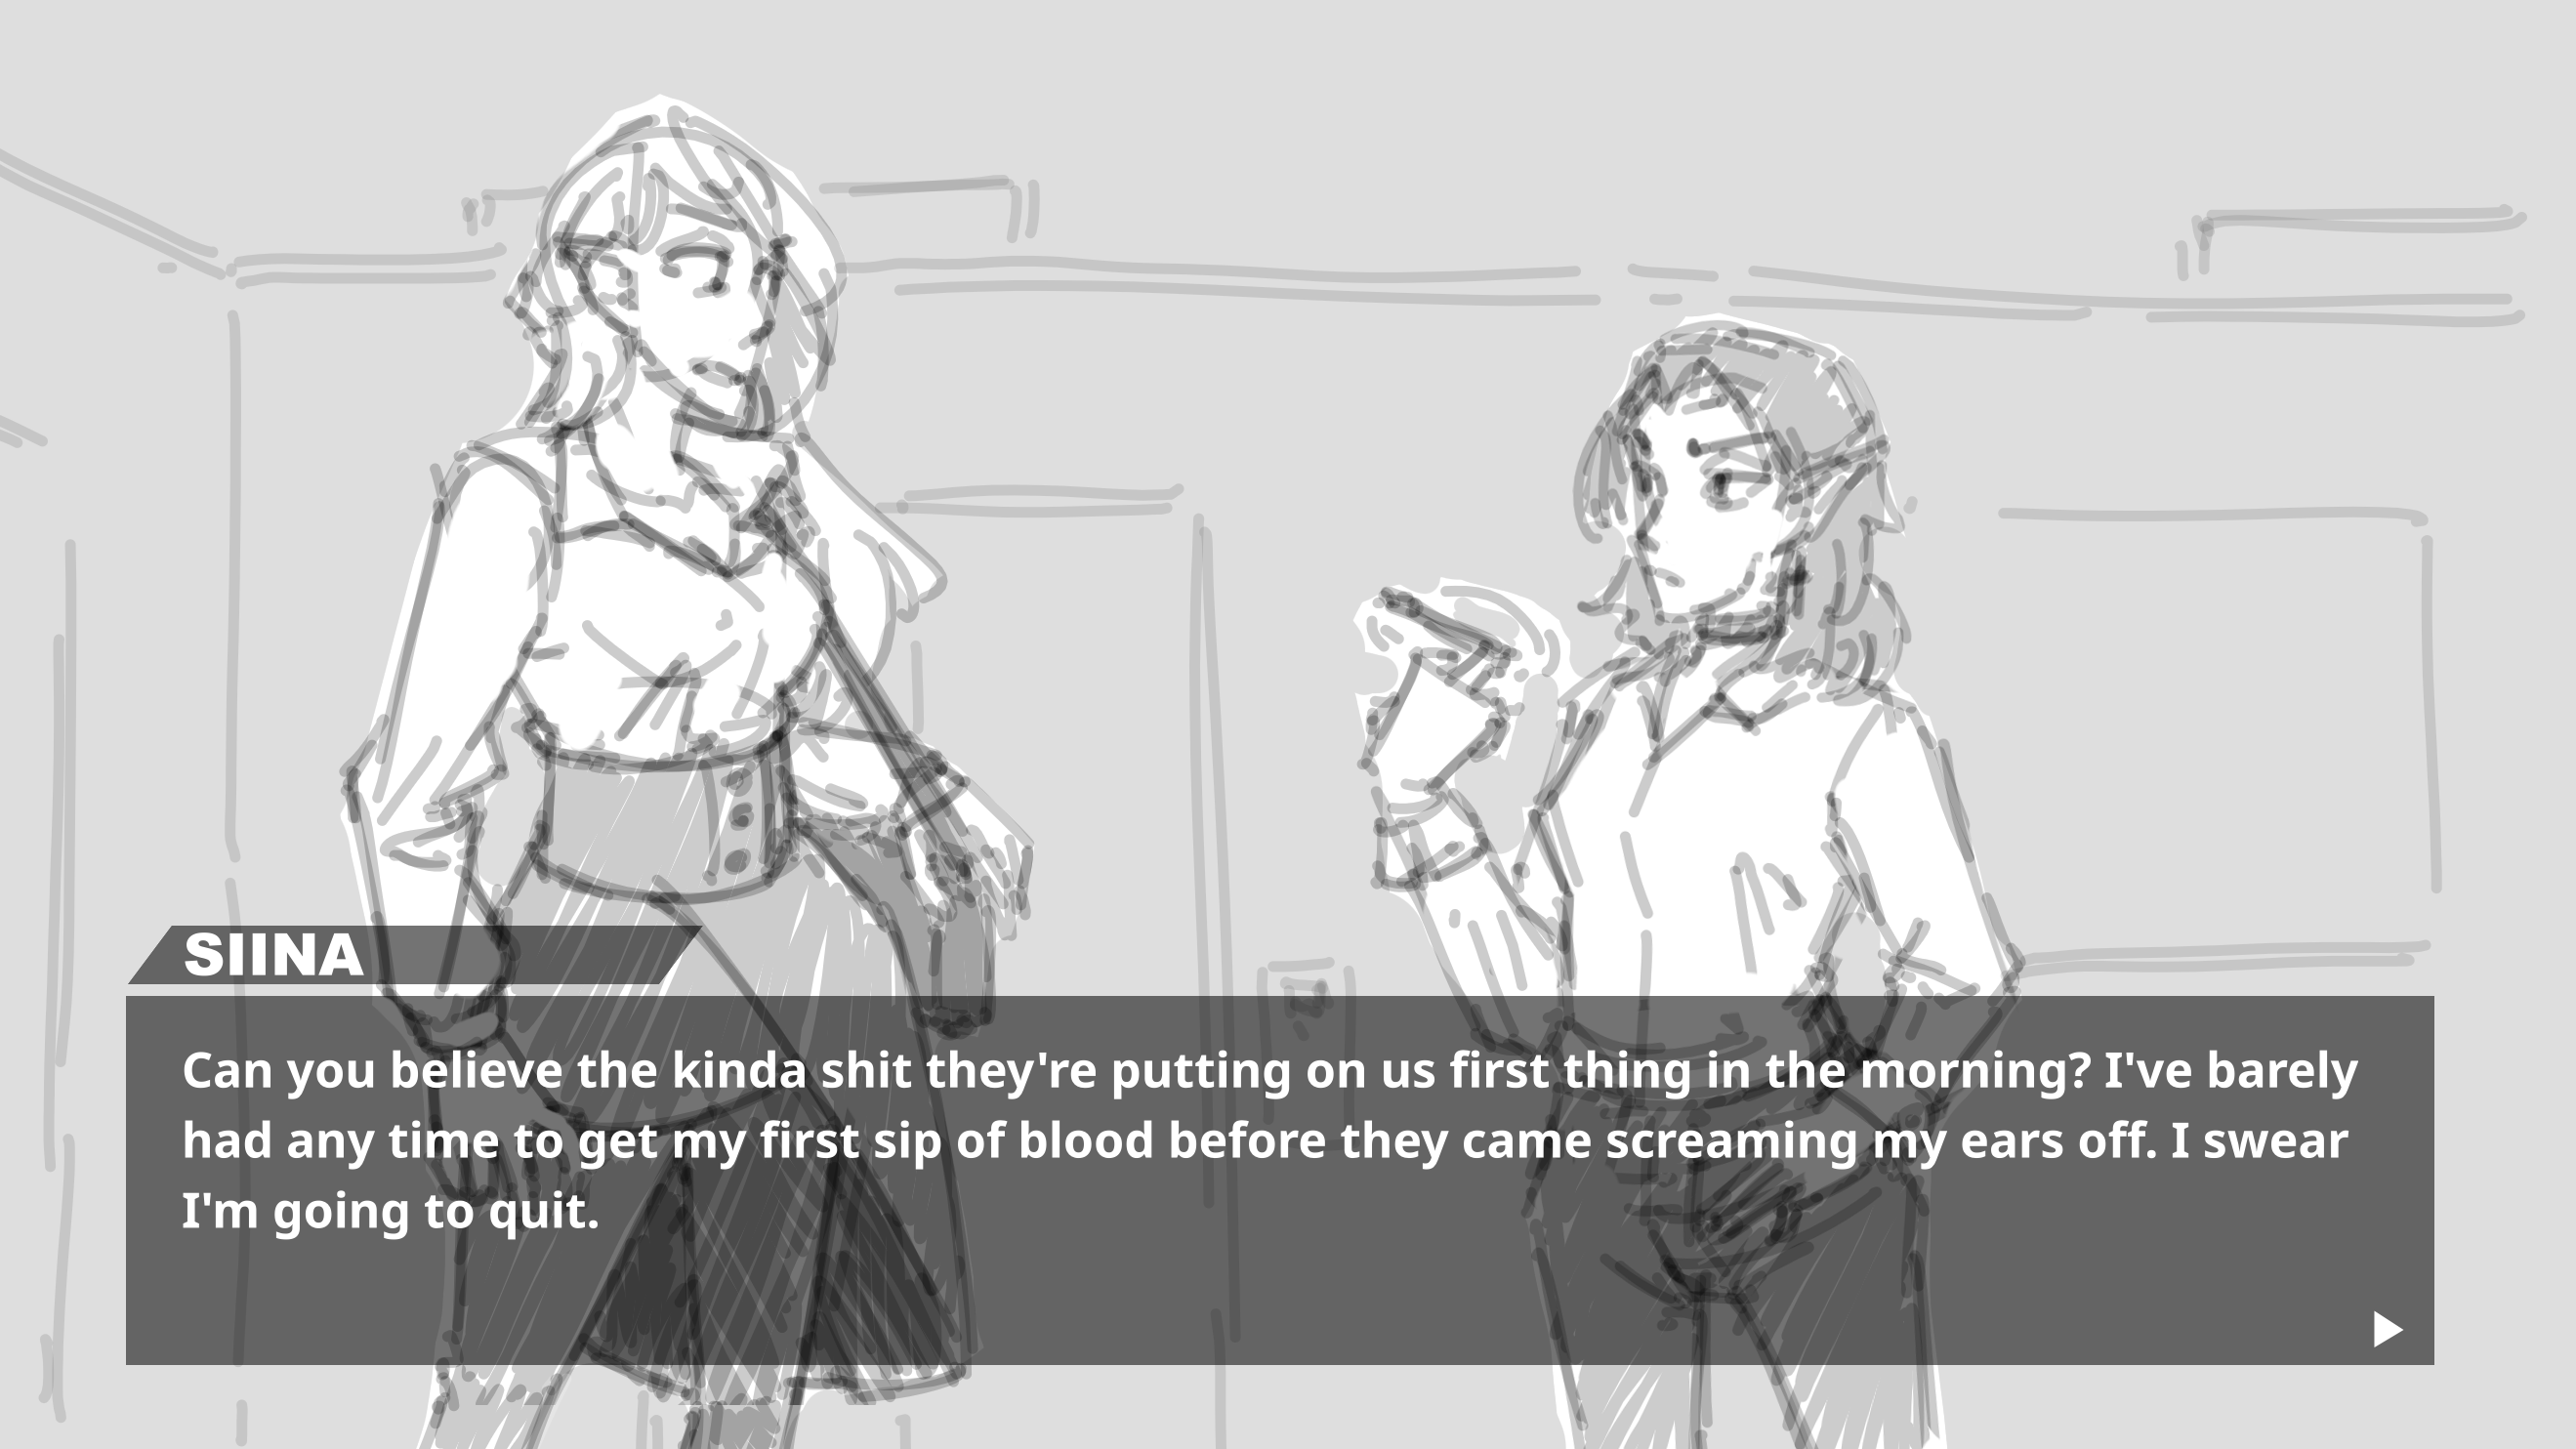 SIINA
Can you believe the kinda shit they're putting on us first thing in the morning? I've barely
had any time to get my first sip of blood before they came screaming my ears off. I swear
I'm going to quit.